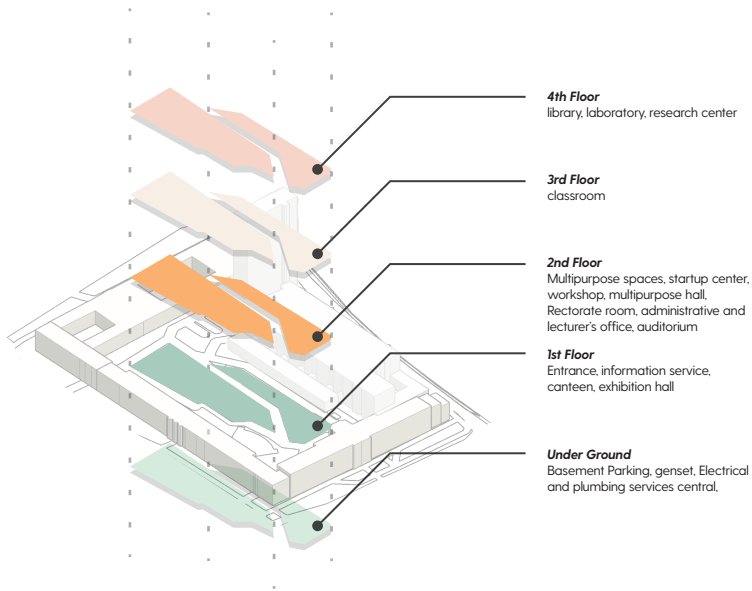 4th Floor
library, laboratory, research center
3rd Floor
classroom
2nd Floor
Multipurpose spaces, startup center,
workshop, multipurpose hall,
Rectorate room, administrative and
lecturer's office, auditorium
1st Floor
Entrance, information service,
canteen, exhibition hall
Under Ground
Basement Parking, genset, Electrical
and plumbing services central,